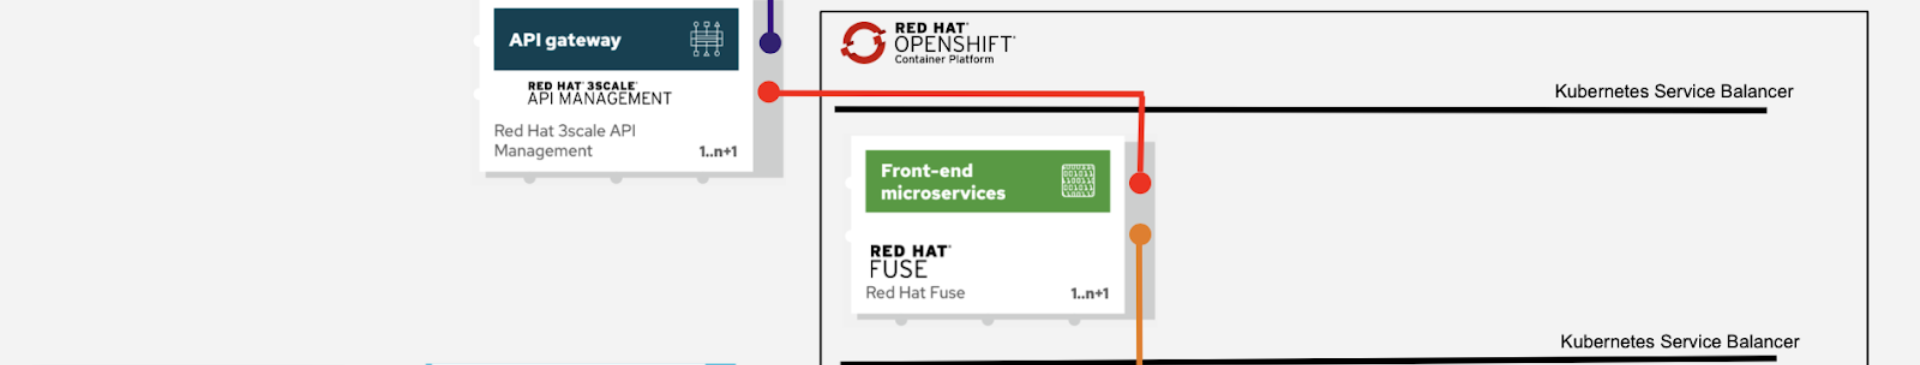 API gateway
RED HAT® 3SCALE®
API MANAGEMENT
Red Hat 3scale API
Management
1..n+1
RED HAT®
OPENSHIFT®
Container Platform
Kubernetes Service Balancer
Front-end
microservices
RED HAT®
FUSE
Red Hat Fuse
1..n+1
Kubernetes Service Balancer